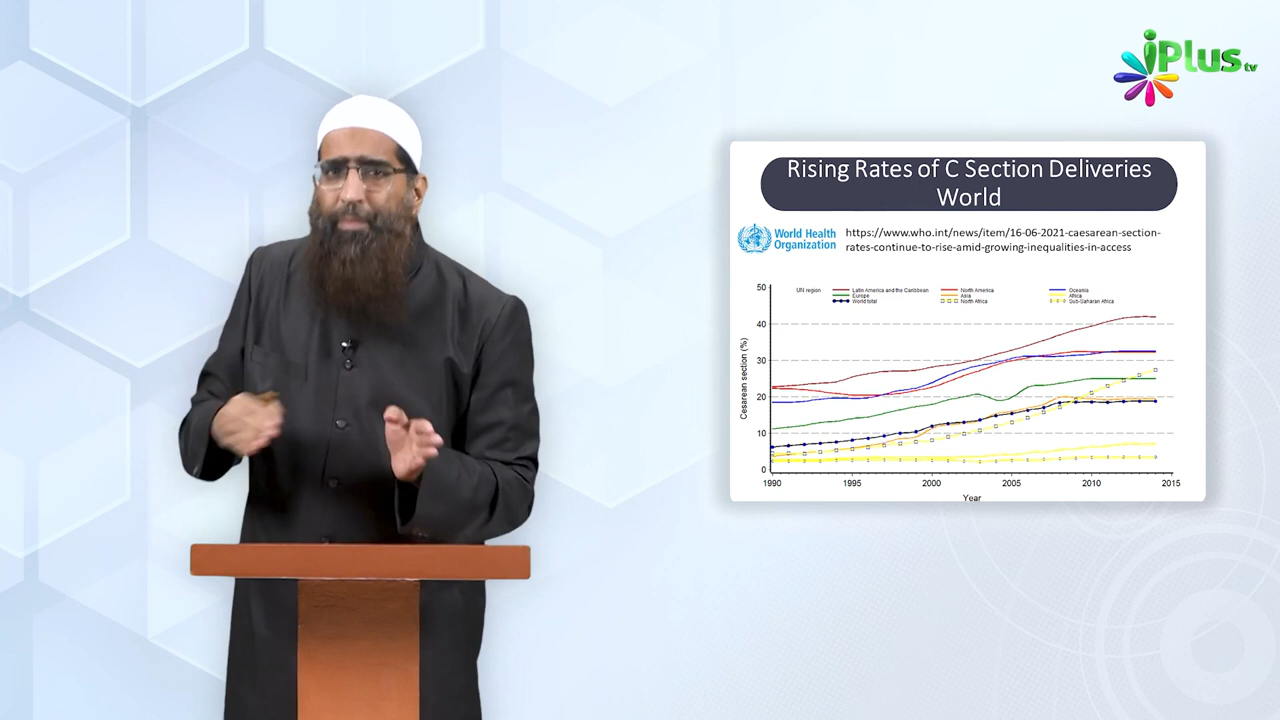 iPlus tv
Rising Rates of C Section Deliveries
World
World Health
Organization
https://www.who.int/news/item/16-06-2021-caesarean-section-
rates-continue-to-rise-amid-growing-inequalities-in-access
UN region
Latin America and the Caribbean
North America
Oceania
Europe
Asia
Africa
World total
North Africa
Sub-Saharan Africa
Cesarean section (%)
50
40
30
20
10
0
1990
1995
2000
2005
2010
2015
Year